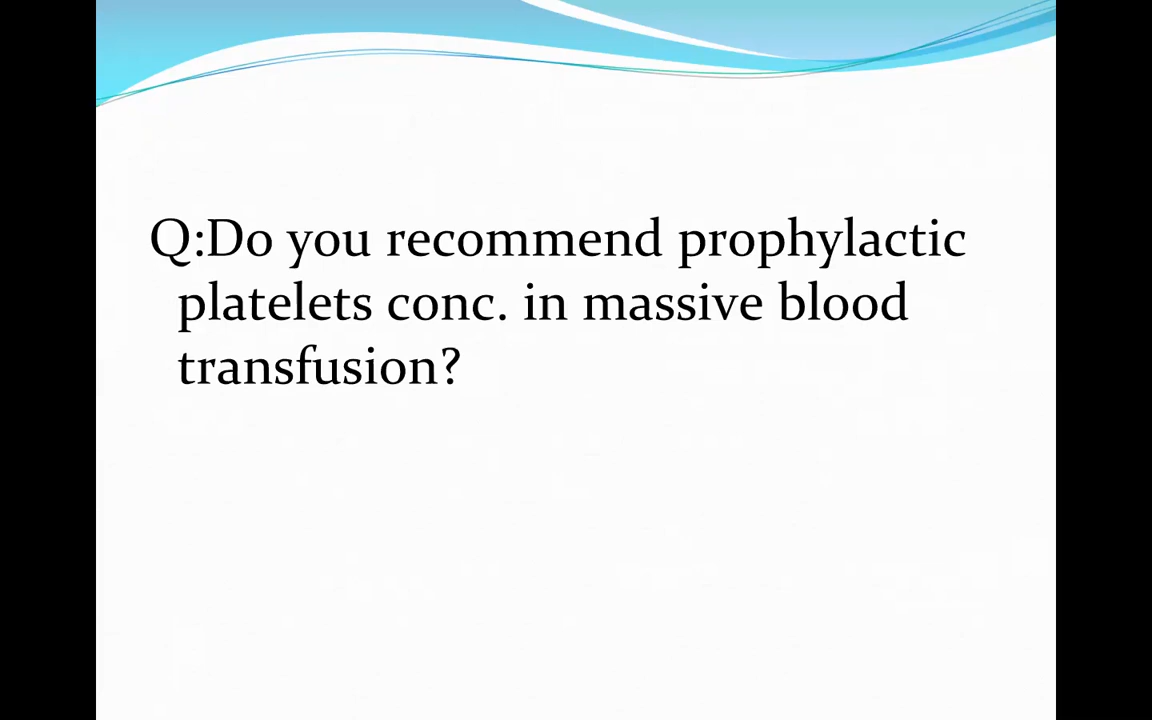 Q:Do you recommend prophylactic
platelets conc. in massive blood
transfusion?